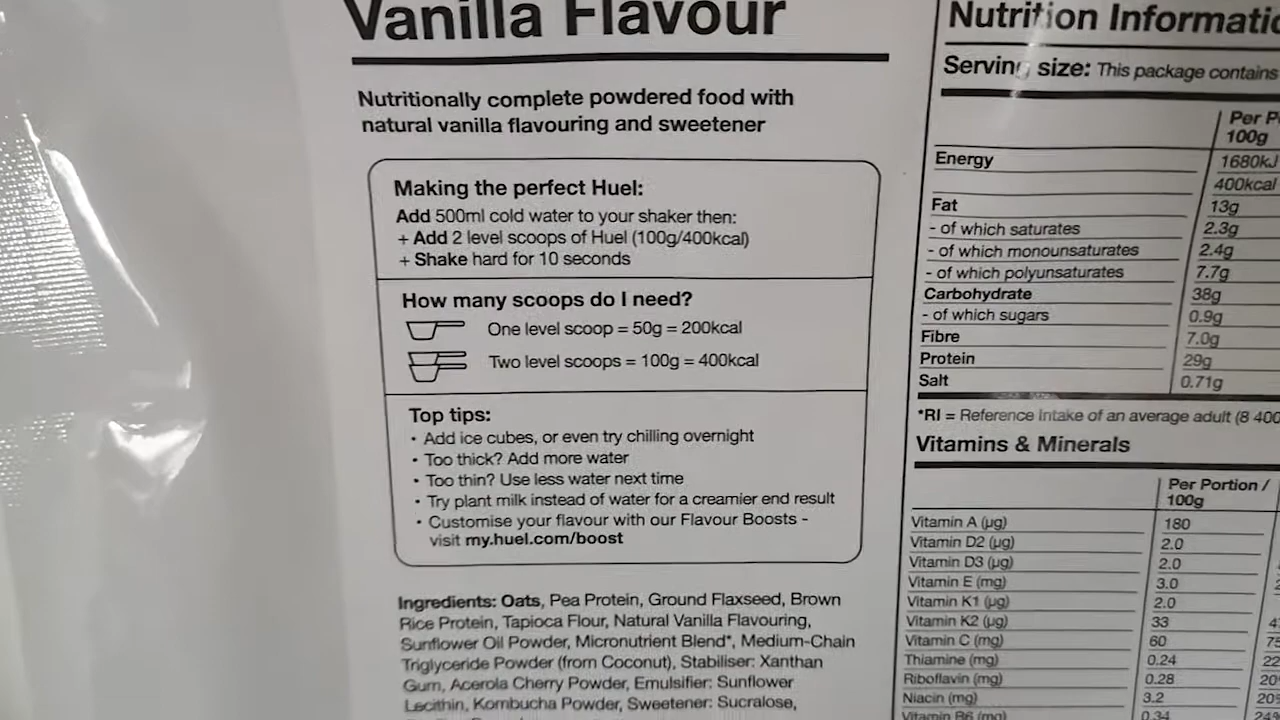 Vanilla Flavour
Nutritionally complete powdered food with
natural vanilla flavouring and sweetener
Making the perfect Huel:
Add 500ml cold water to your shaker then:
+ Add 2 level scoops of Huel (100g/400kcal)
+ Shake hard for 10 seconds
How many scoops do I need?
One level scoop = 50g = 200kcal
Two level scoops = 100g = 400kcal
Top tips:
• Add ice cubes, or even try chilling overnight
• Too thick? Add more water
• Too thin? Use less water next time
• Try plant milk instead of water for a creamier end result
• Customise your flavour with our Flavour Boosts -
visit my.huel.com/boost
Ingredients: Oats, Pea Protein, Ground Flaxseed, Brown
Rice Protein, Tapioca Flour, Natural Vanilla Flavouring,
Sunflower Oil Powder, Micronutrient Blend*, Medium-Chain
Triglyceride Powder (from Coconut), Stabiliser: Xanthan
Gum, Acerola Cherry Powder, Emulsifier: Sunflower
Lecithin, Kombucha Powder, Sweetener: Sucralose,
Nutrition
Serving size: This package contains
Per
100g
Energy 1680kJ
400kcal
Fat 13g
- of which saturates 2.3g
- of which monounsaturates 2.4g
- of which polyunsaturates 7.7g
Carbohydrate 38g
- of which sugars 0.9g
Fibre 7.0g
Protein 29g
Salt 0.71g
*RI = Reference Intake of an average adult (8 400
Vitamins & Minerals
Per Portion /
100g
Vitamin A (µg) 180
Vitamin D2 (µg) 2.0
Vitamin D3 (µg) 2.0
Vitamin E (mg) 3.0
Vitamin K1 (µg) 2.0
Vitamin K2 (µg) 33
Vitamin C (mg) 60
Thiamine (mg) 0.24
Riboflavin (mg) 0.28
Niacin (mg) 3.2
Vitamin B6 (mg) 0.34